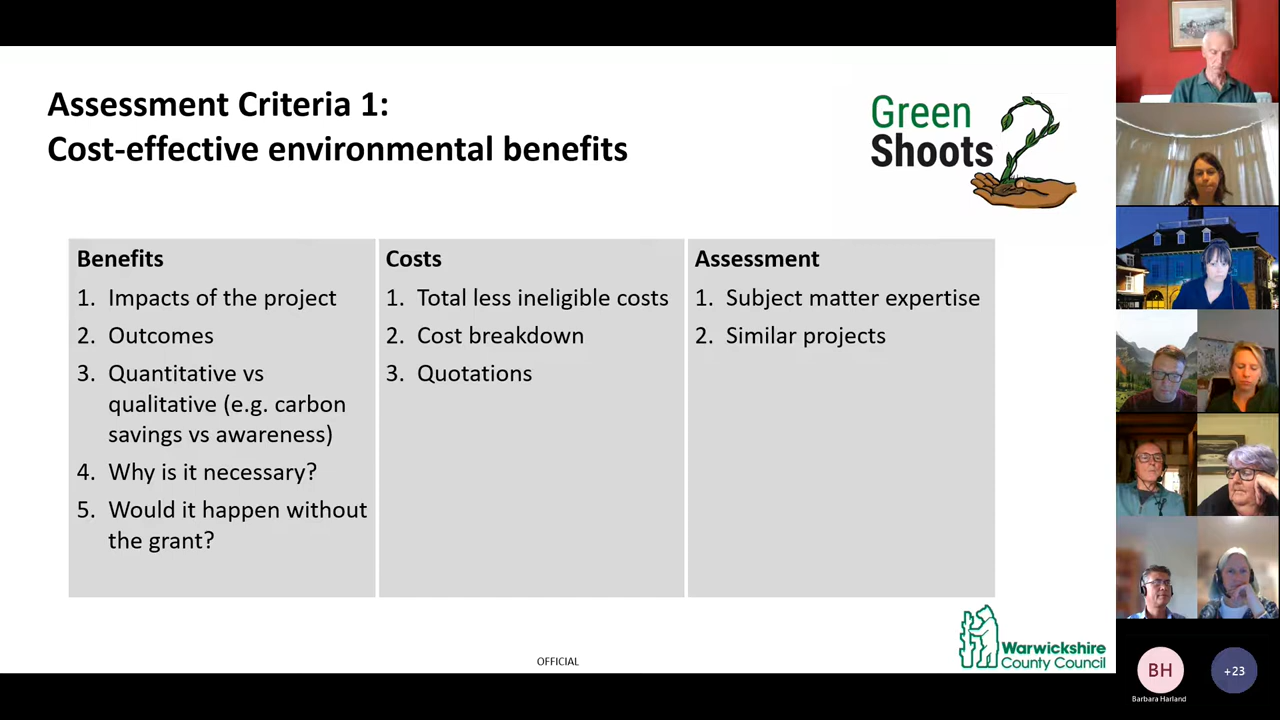 Assessment Criteria 1:
Cost-effective environmental benefits
Green
Shoots
Benefits
1. Impacts of the project
2. Outcomes
3. Quantitative vs
qualitative (e.g. carbon
savings vs awareness)
4. Why is it necessary?
5. Would it happen without
the grant?
Costs
1. Total less ineligible costs
2. Cost breakdown
3. Quotations
Assessment
1. Subject matter expertise
2. Similar projects
OFFICIAL
Warwickshire
County Council
BH
Barbara Harland
+23